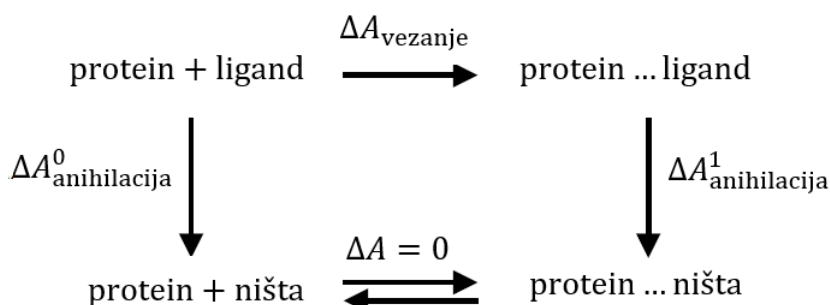 ΔA_vezanje
protein + ligand
protein … ligand
ΔA^0_anihilacija
ΔA^1_anihilacija
ΔA = 0
protein + ništa
protein … ništa